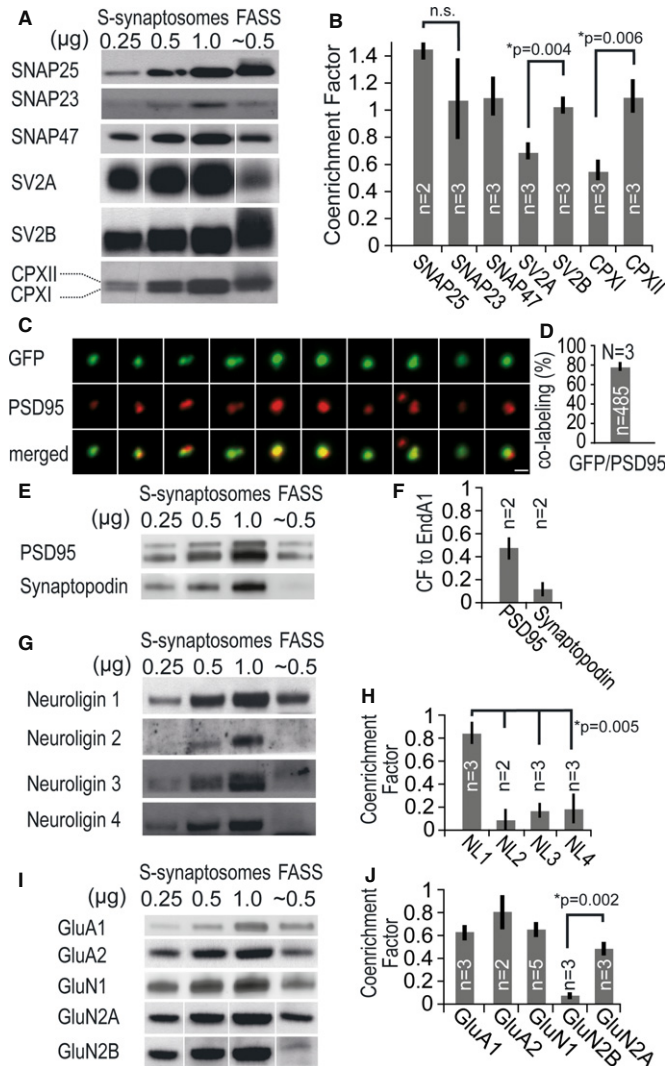 A
S-synaptosomes FASS
(µg) 0.25 0.5 1.0 ~0.5
SNAP25
SNAP23
SNAP47
SV2A
SV2B
CPXII
CPXI
B
Coenrichment Factor
1.4
1.2
1
0.8
0.6
0.4
0.2
0
n.s.
*p=0.004
*p=0.006
n=2
n=3
n=3
n=3
n=3
n=3
n=3
SNAP25
SNAP23
SNAP47
SV2A
SV2B
CPXI
CPXII
C
GFP
PSD95
merged
D
co-labeling (%)
100
80
60
40
20
0
N=3
n=485
GFP/PSD95
E
S-synaptosomes FASS
(µg) 0.25 0.5 1.0 ~0.5
PSD95
Synaptopodin
F
CF to EndA1
1
0.8
0.6
0.4
0.2
0
n=2
n=2
PSD95
Synaptopodin
G
S-synaptosomes FASS
(µg) 0.25 0.5 1.0 ~0.5
Neuroligin 1
Neuroligin 2
Neuroligin 3
Neuroligin 4
H
Coenrichment
Factor
1
0.8
0.6
0.4
0.2
0
*p=0.005
n=3
n=2
n=3
n=3
NL1
NL2
NL3
NL4
I
S-synaptosomes FASS
(µg) 0.25 0.5 1.0 ~0.5
GluA1
GluA2
GluN1
GluN2A
GluN2B
J
Coenrichment
Factor
1
0.8
0.6
0.4
0.2
0
*p=0.002
n=3
n=2
n=5
n=3
n=3
GluA1
GluA2
GluN1
GluN2B
GluN2A